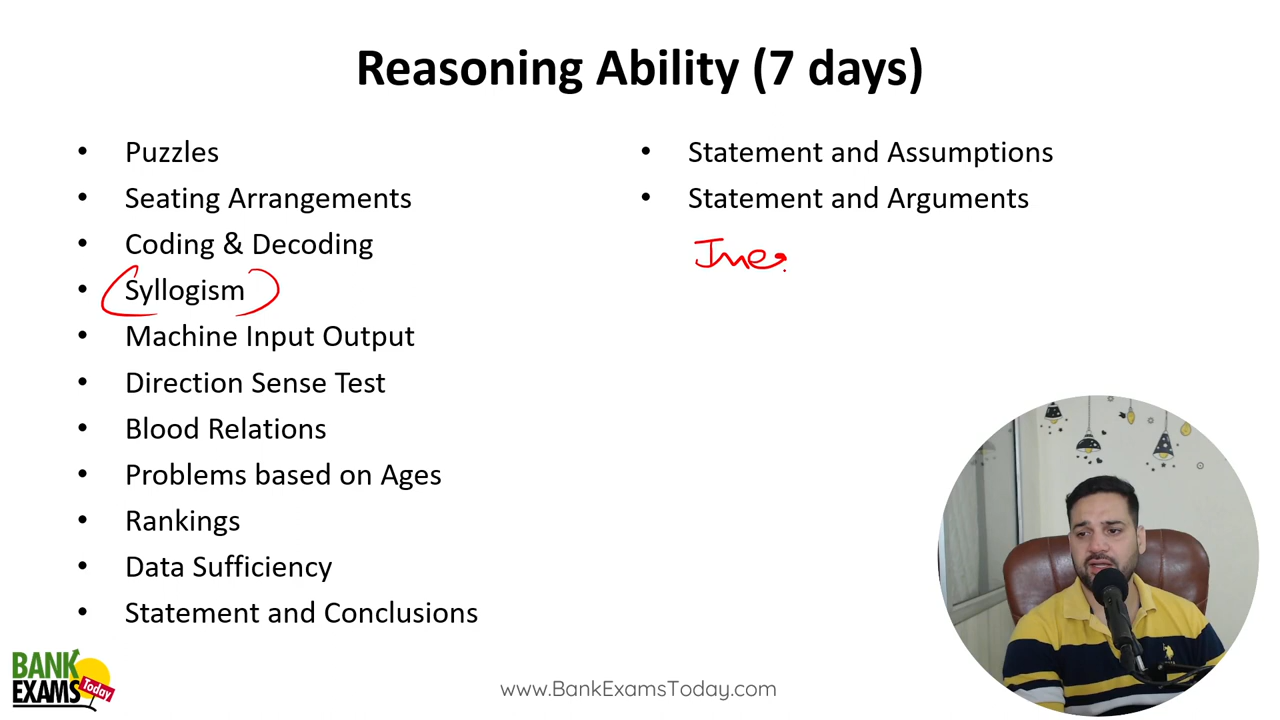 Reasoning Ability (7 days)
• Puzzles
• Seating Arrangements
• Coding & Decoding
• Syllogism
• Machine Input Output
• Direction Sense Test
• Blood Relations
• Problems based on Ages
• Rankings
• Data Sufficiency
• Statement and Conclusions
• Statement and Assumptions
• Statement and Arguments
BANK
EXAMS
Today
www.BankExamsToday.com